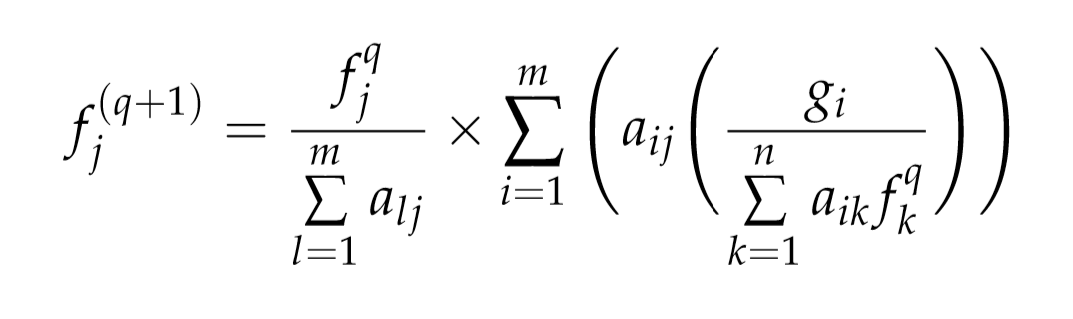 f_j^{(q+1)} = \frac{f_j^q}{\sum_{l=1}^{m} a_{lj}} \times \sum_{i=1}^{m} \left( a_{ij} \left( \frac{g_i}{\sum_{k=1}^{n} a_{ik} f_k^q} \right) \right)